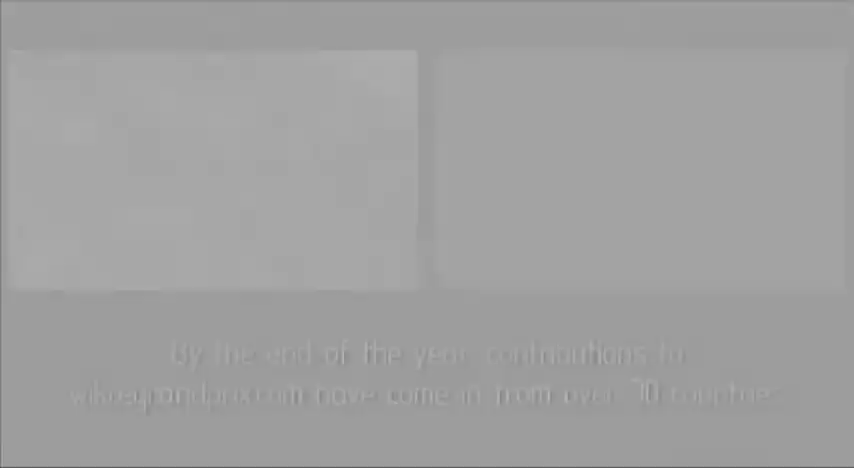 By the end of the year contributions to
have come in from over 70 countries